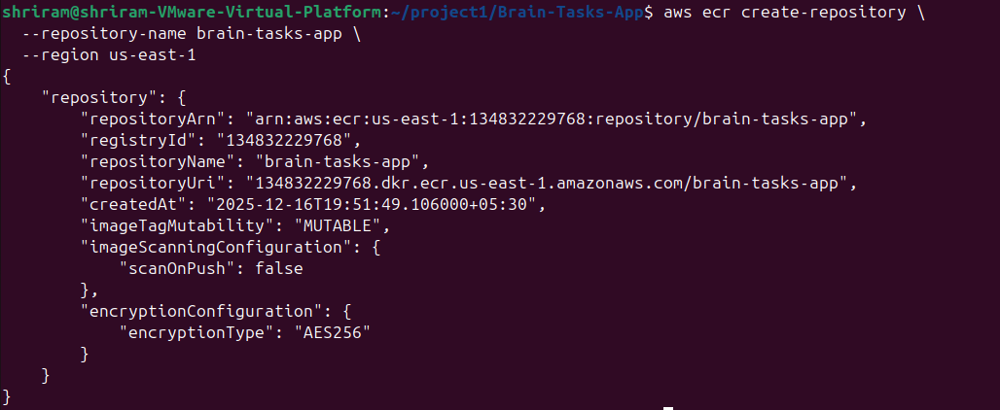 shriram@shriram-VMware-Virtual-Platform:~/project1/Brain-Tasks-App$ aws ecr create-repository \
  --repository-name brain-tasks-app \
  --region us-east-1
{
    "repository": {
        "repositoryArn": "arn:aws:ecr:us-east-1:134832229768:repository/brain-tasks-app",
        "registryId": "134832229768",
        "repositoryName": "brain-tasks-app",
        "repositoryUri": "134832229768.dkr.ecr.us-east-1.amazonaws.com/brain-tasks-app",
        "createdAt": "2025-12-16T19:51:49.106000+05:30",
        "imageTagMutability": "MUTABLE",
        "imageScanningConfiguration": {
            "scanOnPush": false
        },
        "encryptionConfiguration": {
            "encryptionType": "AES256"
        }
    }
}